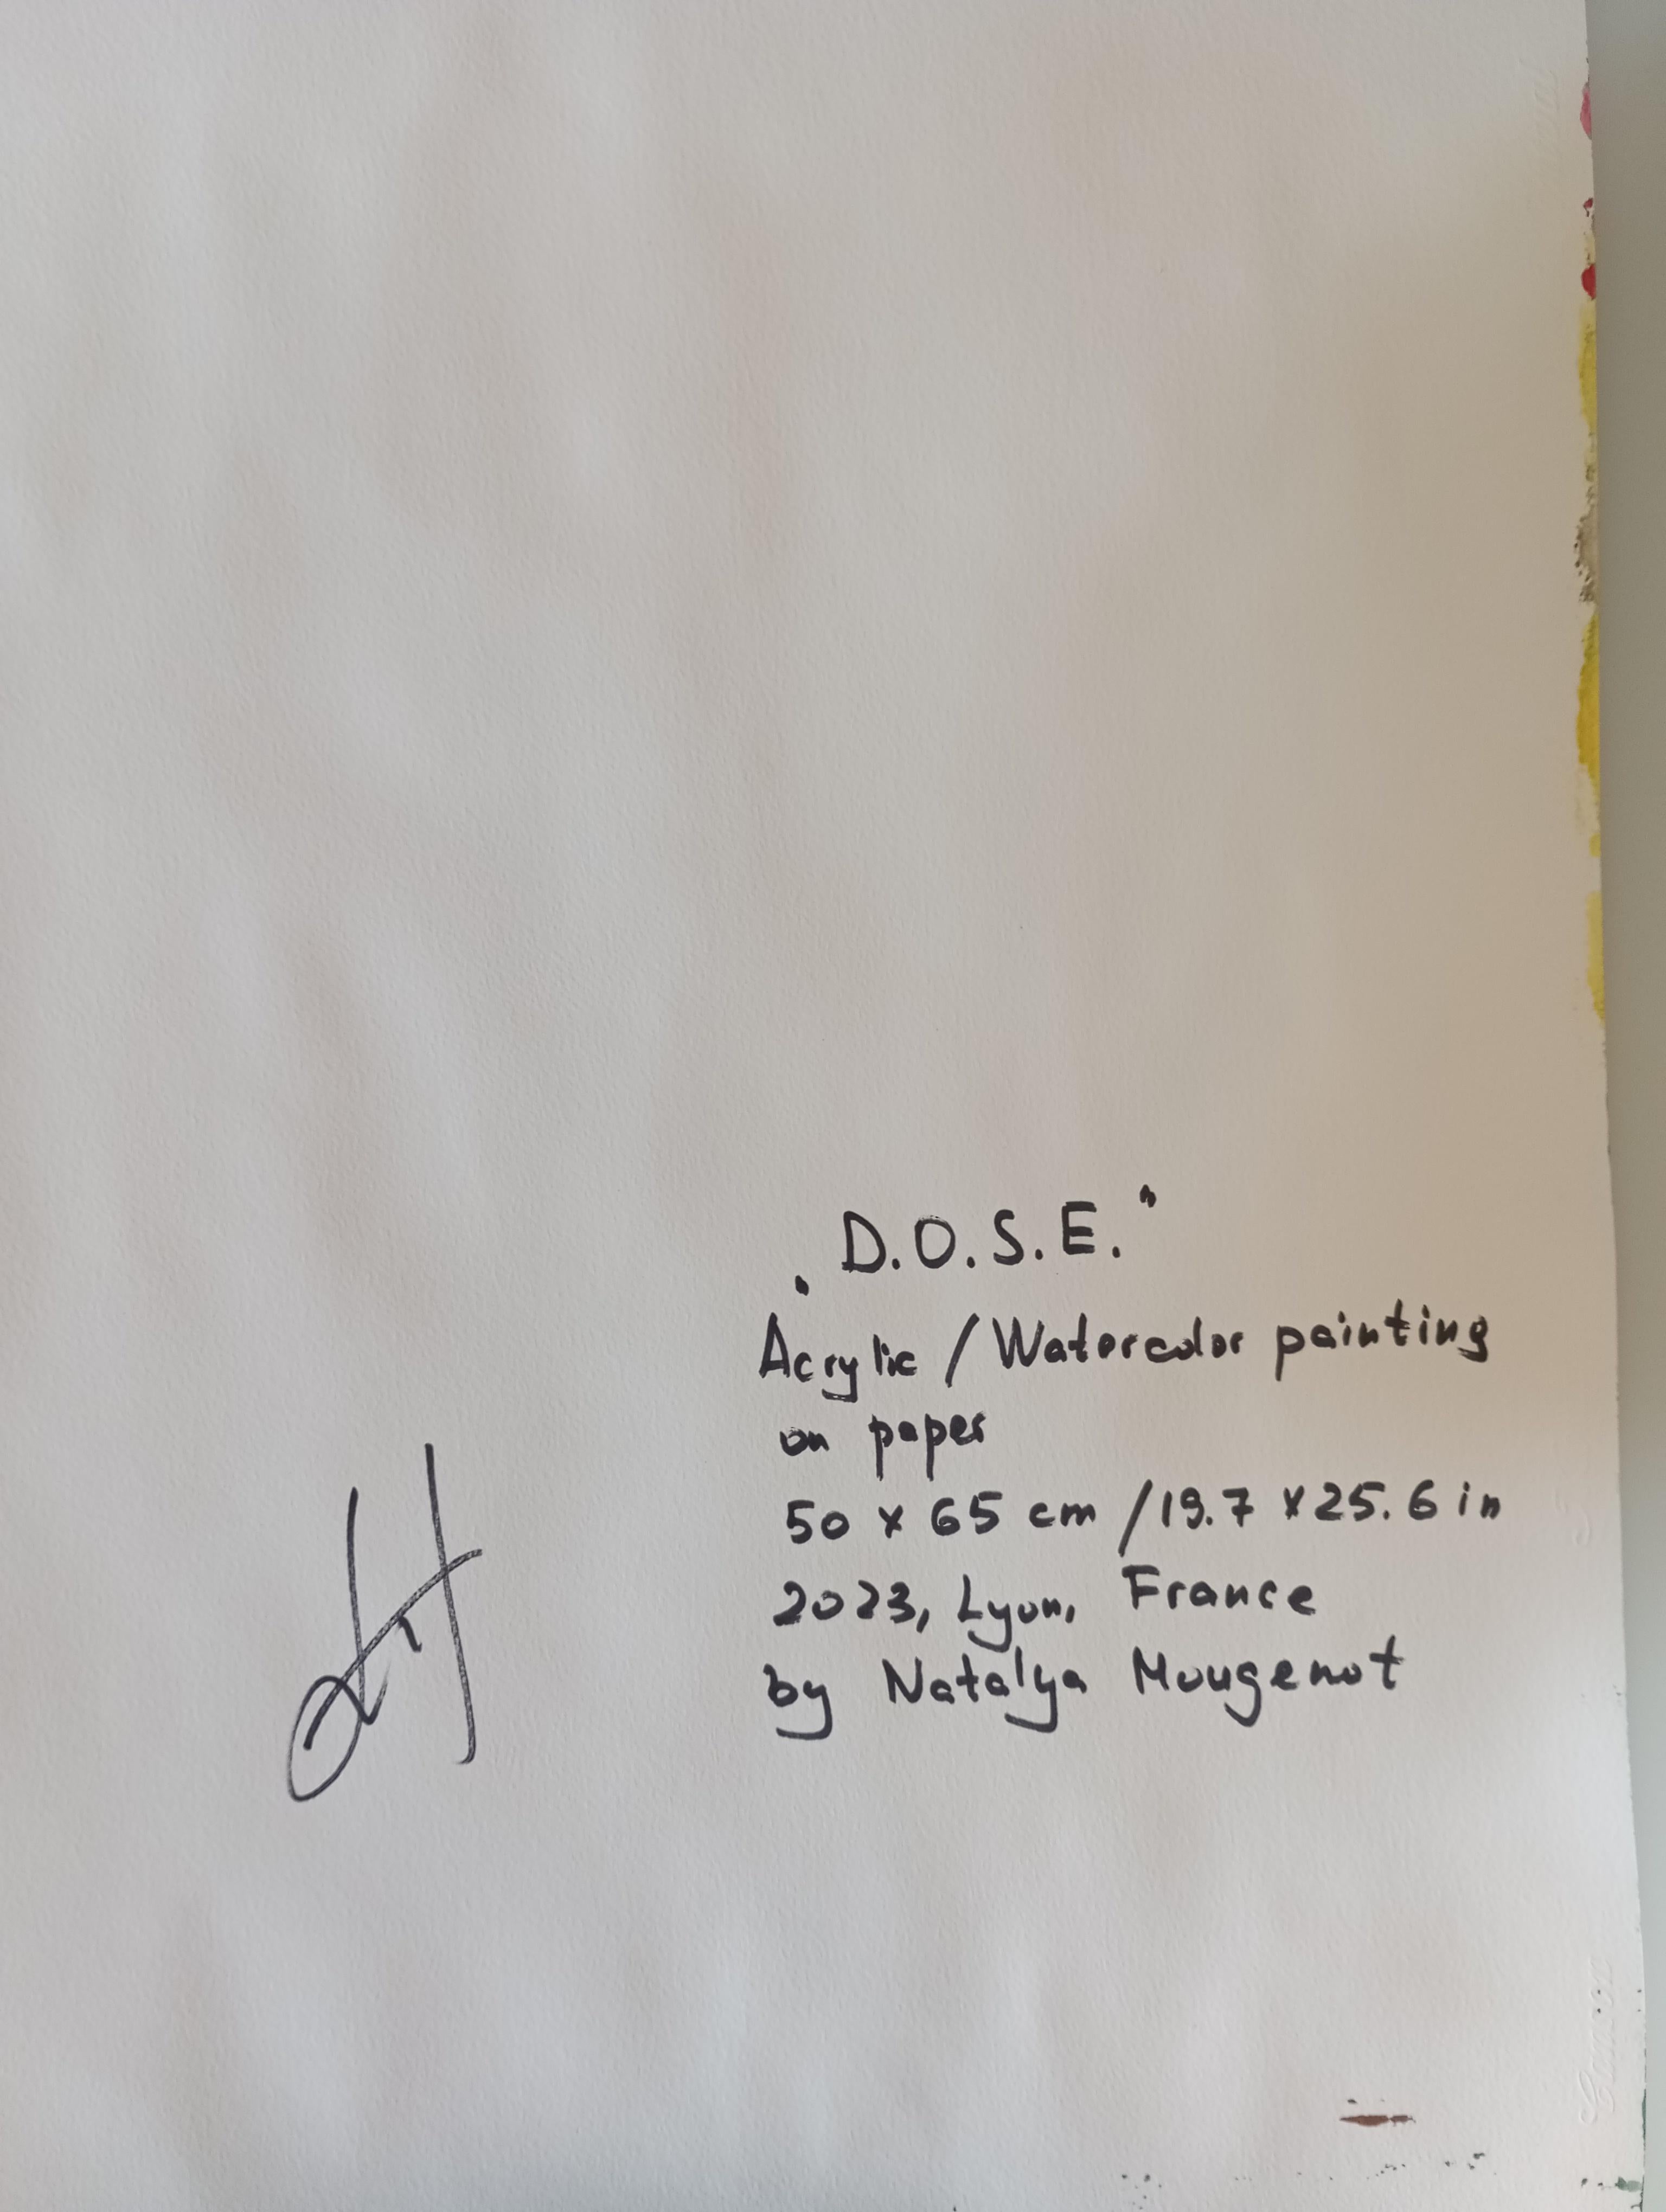 „D.O.S.E."
Acrylic / Watercolor painting
on paper
50 x 65 cm / 19.7 x 25.6 in
2023, Lyon, France
by Natalya Mougenot